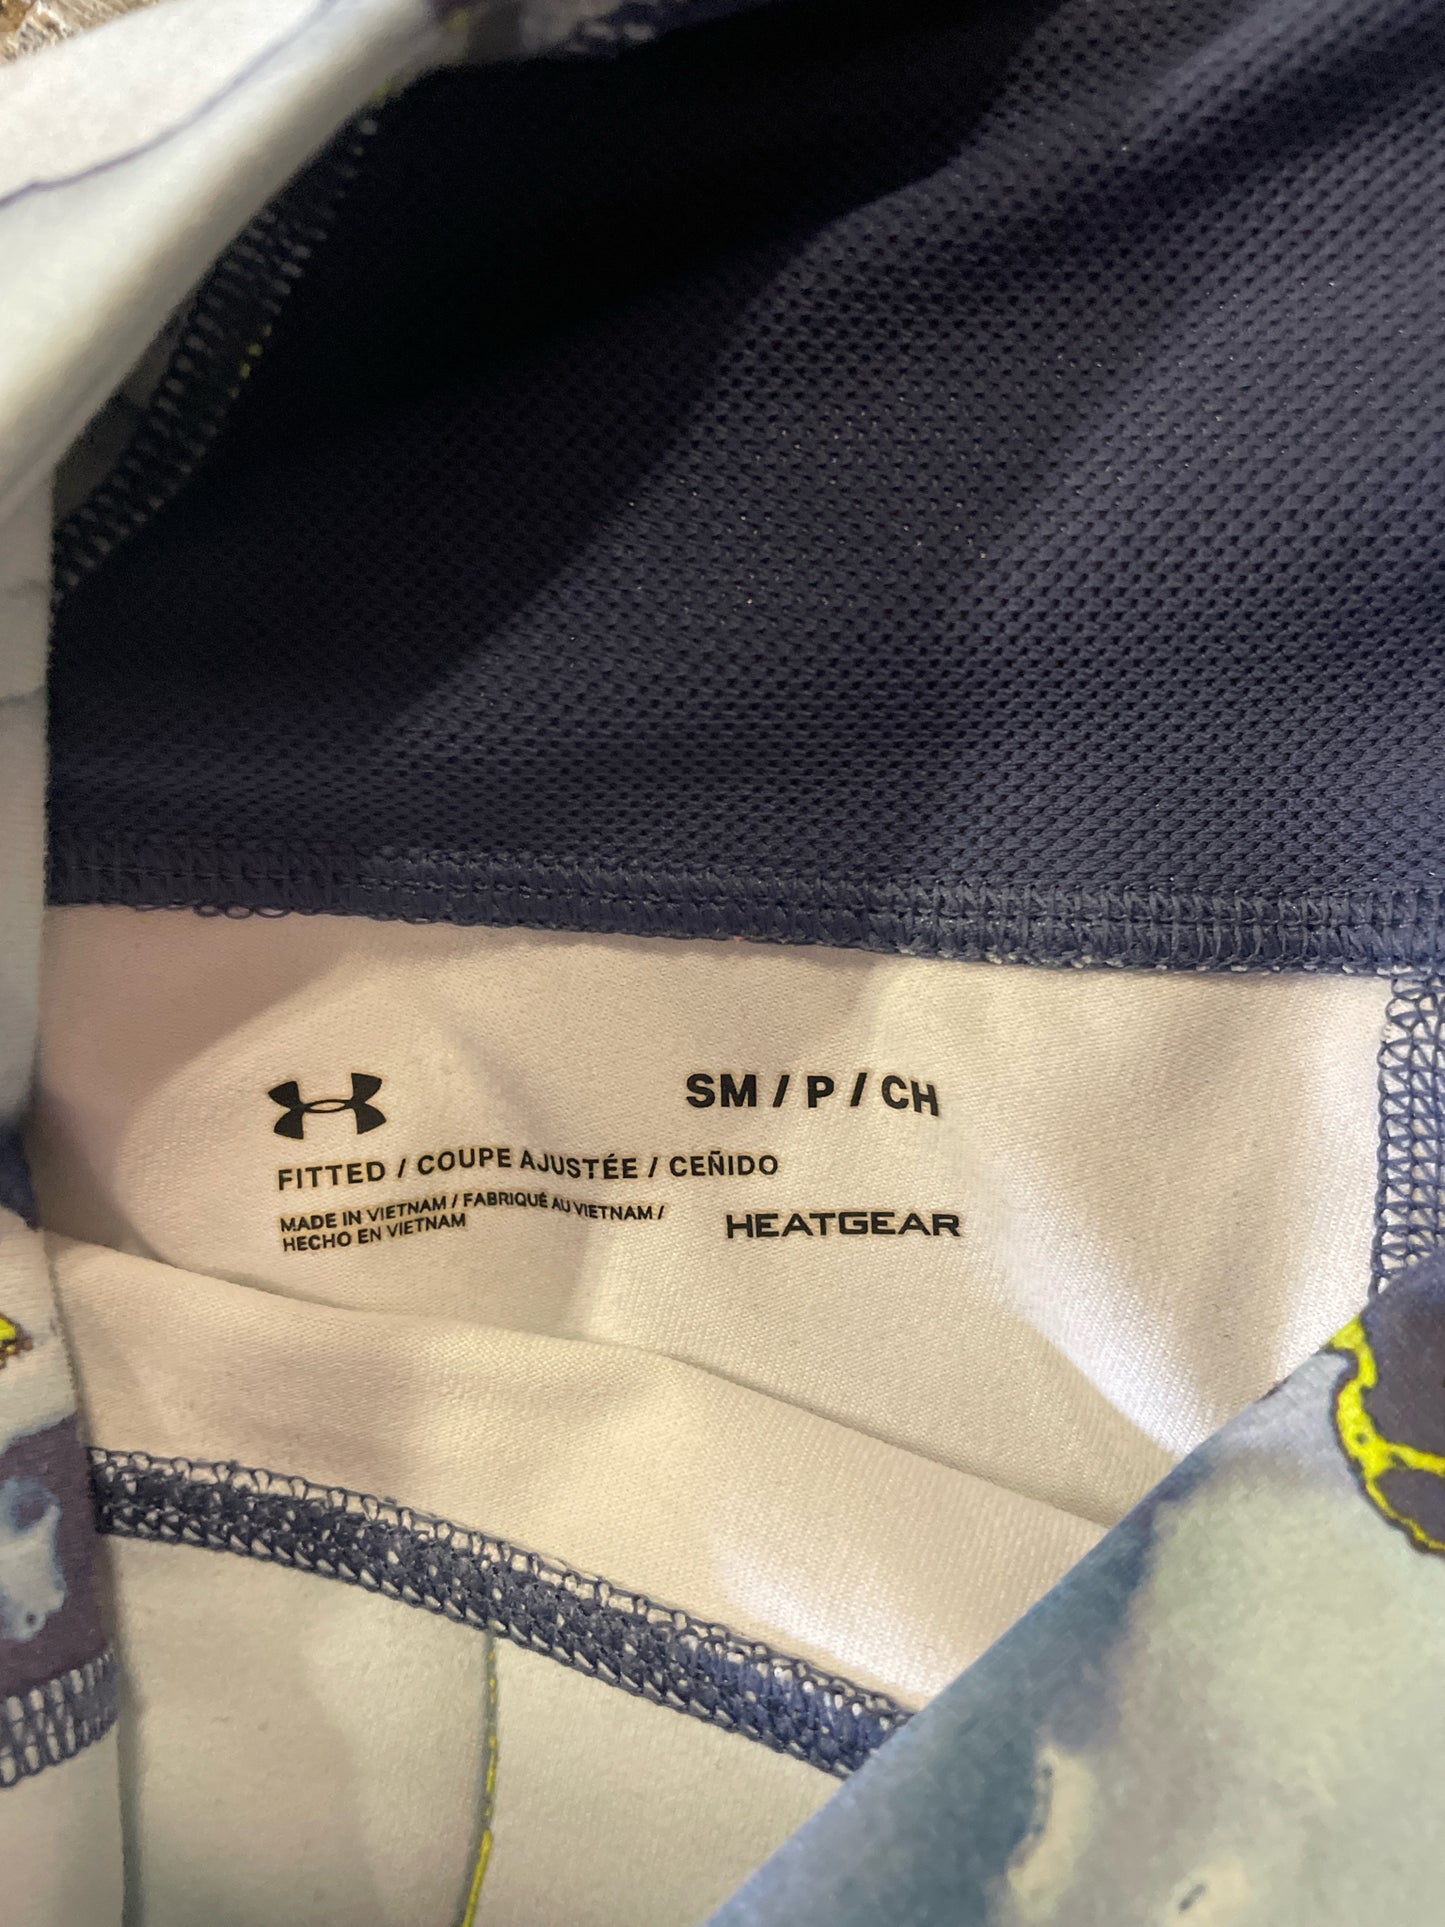 SM / P / CH
FITTED / COUPE AJUSTÉE / CEÑIDO
MADE IN VIETNAM / FABRIQUÉ AU VIETNAM /
HECHO EN VIETNAM
HEATGEAR